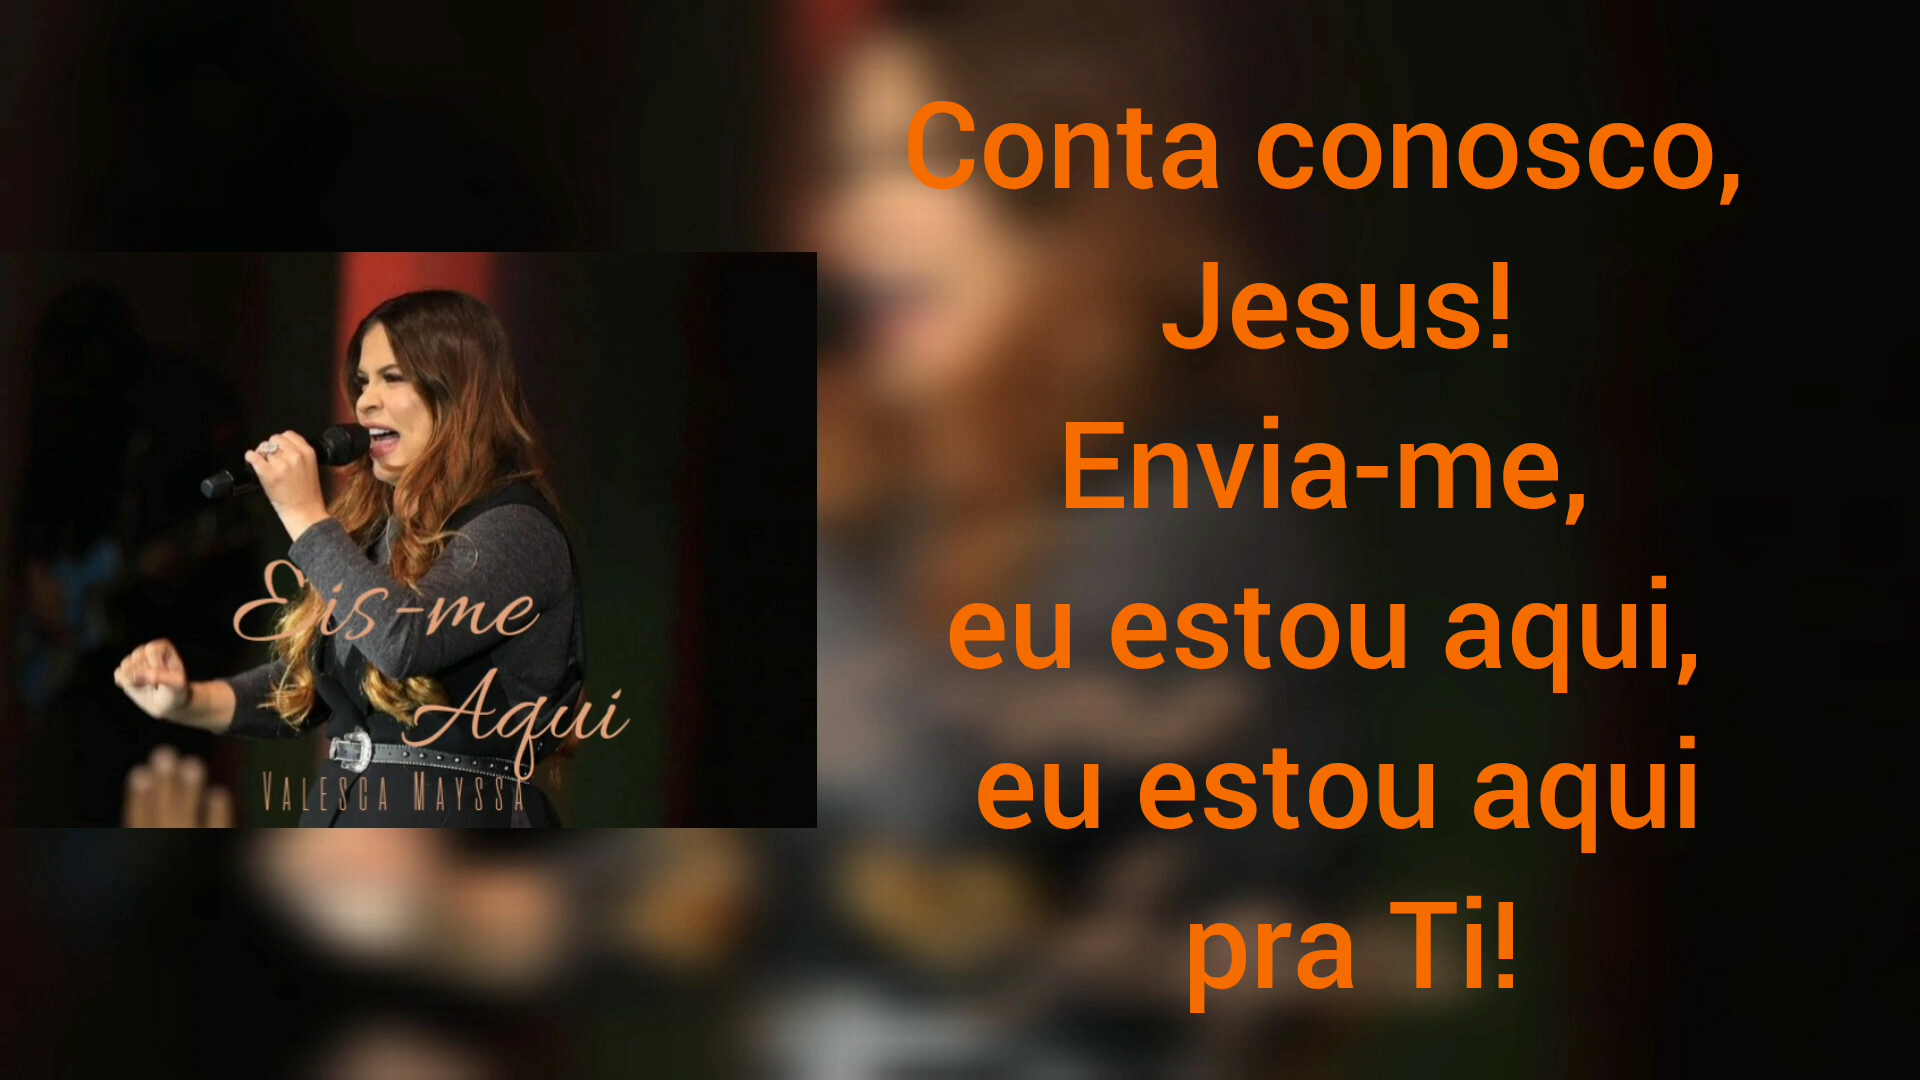 Conta conosco,
Jesus!
Envia-me,
eu estou aqui,
eu estou aqui
pra Ti!
Eis-me
Aqui
VALESCA MAYSSA